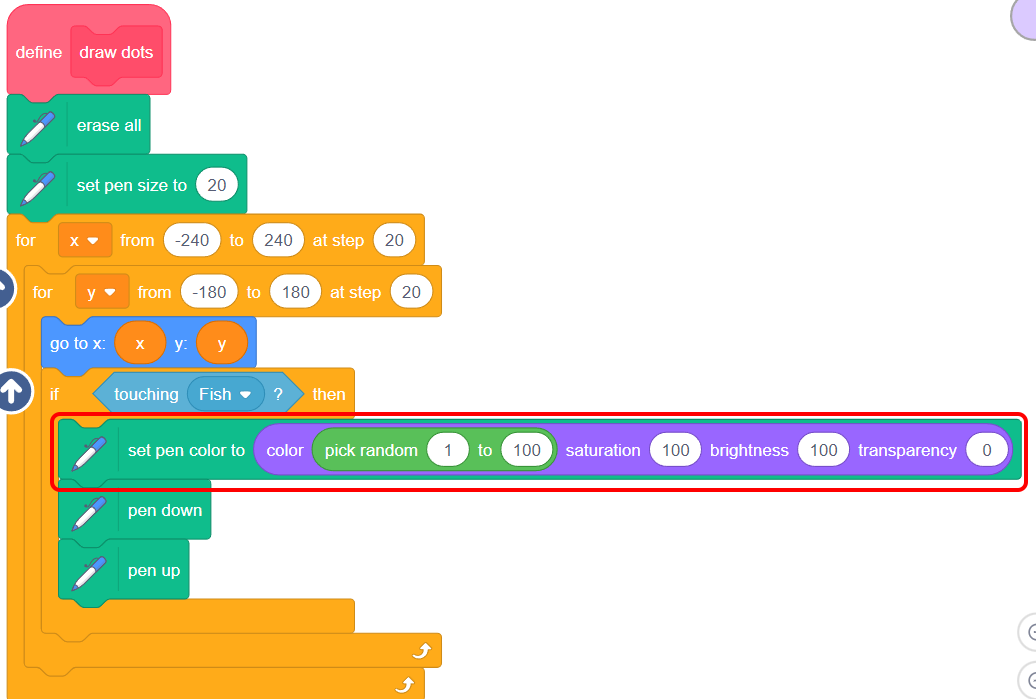 define draw dots
erase all
set pen size to 20
for x from -240 to 240 at step 20
for y from -180 to 180 at step 20
go to x: x y: y
if touching Fish ? then
set pen color to color pick random 1 to 100 saturation 100 brightness 100 transparency 0
pen down
pen up